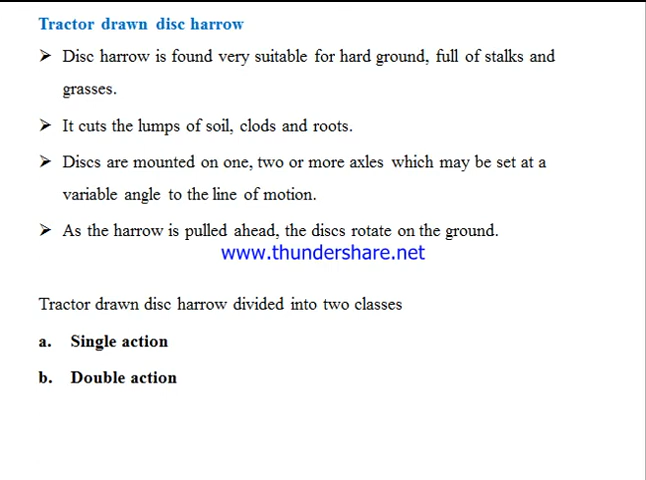 Tractor drawn disc harrow
➢ Disc harrow is found very suitable for hard ground, full of stalks and
grasses.
➢ It cuts the lumps of soil, clods and roots.
➢ Discs are mounted on one, two or more axles which may be set at a
variable angle to the line of motion.
➢ As the harrow is pulled ahead, the discs rotate on the ground.
www.thundershare.net
Tractor drawn disc harrow divided into two classes
a. Single action
b. Double action